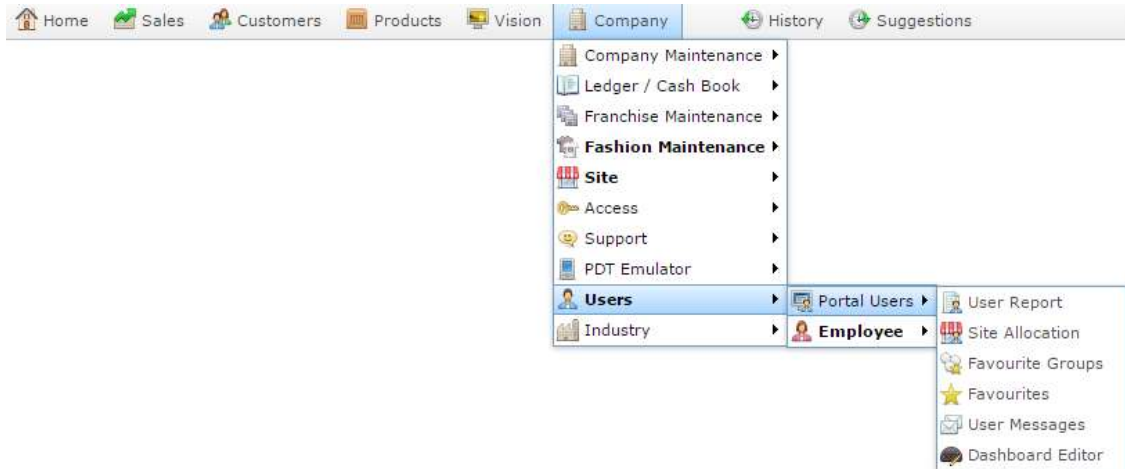 Home Sales Customers Products Vision Company History Suggestions
Company Maintenance
Ledger / Cash Book
Franchise Maintenance
Fashion Maintenance
Site
Access
Support
PDT Emulator
Users
Industry
Portal Users
Employee
User Report
Site Allocation
Favourite Groups
Favourites
User Messages
Dashboard Editor